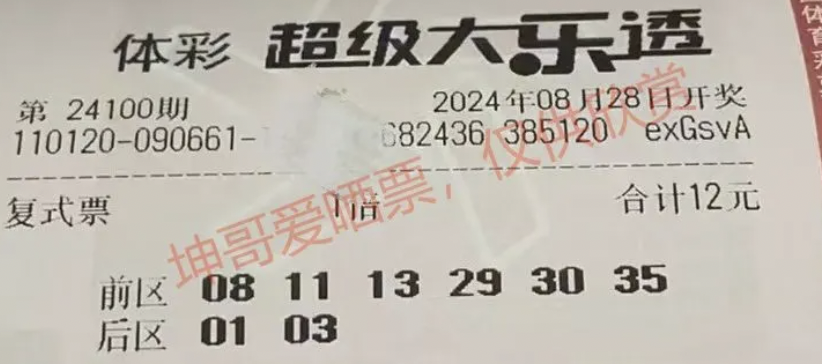 体彩 超级大乐透
第 24100期 2024年08月28日开奖
110120-090661- 682436 385120 exGsvA
复式票 1倍 合计12元
坤哥爱晒票，仅供欣赏
前区 08 11 13 29 30 35
后区 01 03
体育彩